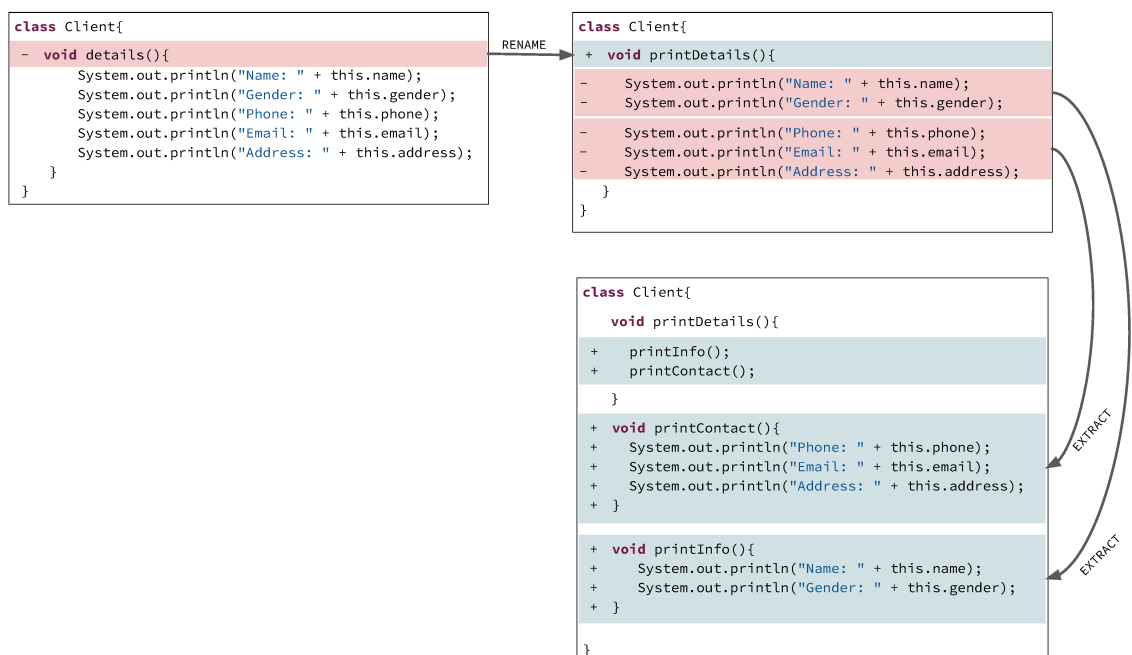 class Client{
- void details(){
System.out.println("Name: " + this.name);
System.out.println("Gender: " + this.gender);
System.out.println("Phone: " + this.phone);
System.out.println("Email: " + this.email);
System.out.println("Address: " + this.address);
}
}
RENAME
class Client{
+ void printDetails(){
- System.out.println("Name: " + this.name);
- System.out.println("Gender: " + this.gender);
- System.out.println("Phone: " + this.phone);
- System.out.println("Email: " + this.email);
- System.out.println("Address: " + this.address);
}
}
class Client{
void printDetails(){
+ printInfo();
+ printContact();
}
+ void printContact(){
+ System.out.println("Phone: " + this.phone);
+ System.out.println("Email: " + this.email);
+ System.out.println("Address: " + this.address);
+ }
+ void printInfo(){
+ System.out.println("Name: " + this.name);
+ System.out.println("Gender: " + this.gender);
+ }
}
EXTRACT
EXTRACT